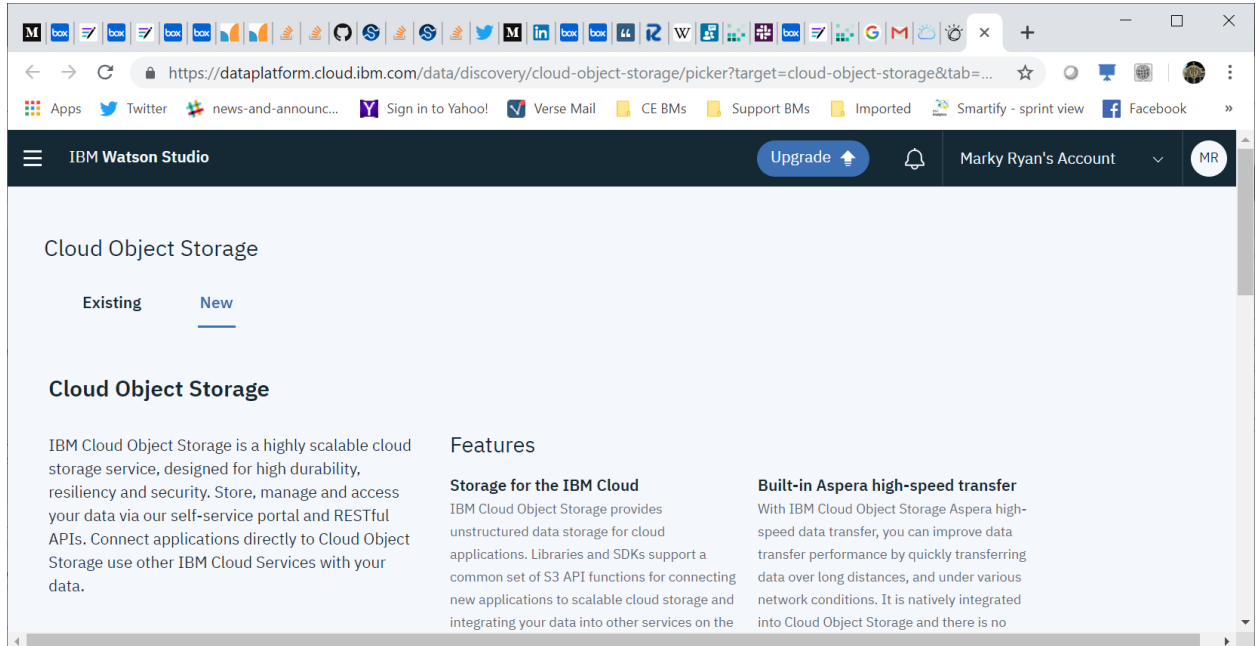 M box box box box M in box box W box G M
https://dataplatform.cloud.ibm.com/data/discovery/cloud-object-storage/picker?target=cloud-object-storage&tab=...
Apps Twitter news-and-announc... Y Sign in to Yahoo! Verse Mail CE BMs Support BMs Imported Smartify - sprint view f Facebook »
IBM Watson Studio Upgrade Marky Ryan's Account MR
Cloud Object Storage
Existing New
Cloud Object Storage
IBM Cloud Object Storage is a highly scalable cloud
storage service, designed for high durability,
resiliency and security. Store, manage and access
your data via our self-service portal and RESTful
APIs. Connect applications directly to Cloud Object
Storage use other IBM Cloud Services with your
data.
Features
Storage for the IBM Cloud
IBM Cloud Object Storage provides
unstructured data storage for cloud
applications. Libraries and SDKs support a
common set of S3 API functions for connecting
new applications to scalable cloud storage and
integrating your data into other services on the
Built-in Aspera high-speed transfer
With IBM Cloud Object Storage Aspera high-
speed data transfer, you can improve data
transfer performance by quickly transferring
data over long distances, and under various
network conditions. It is natively integrated
into Cloud Object Storage and there is no